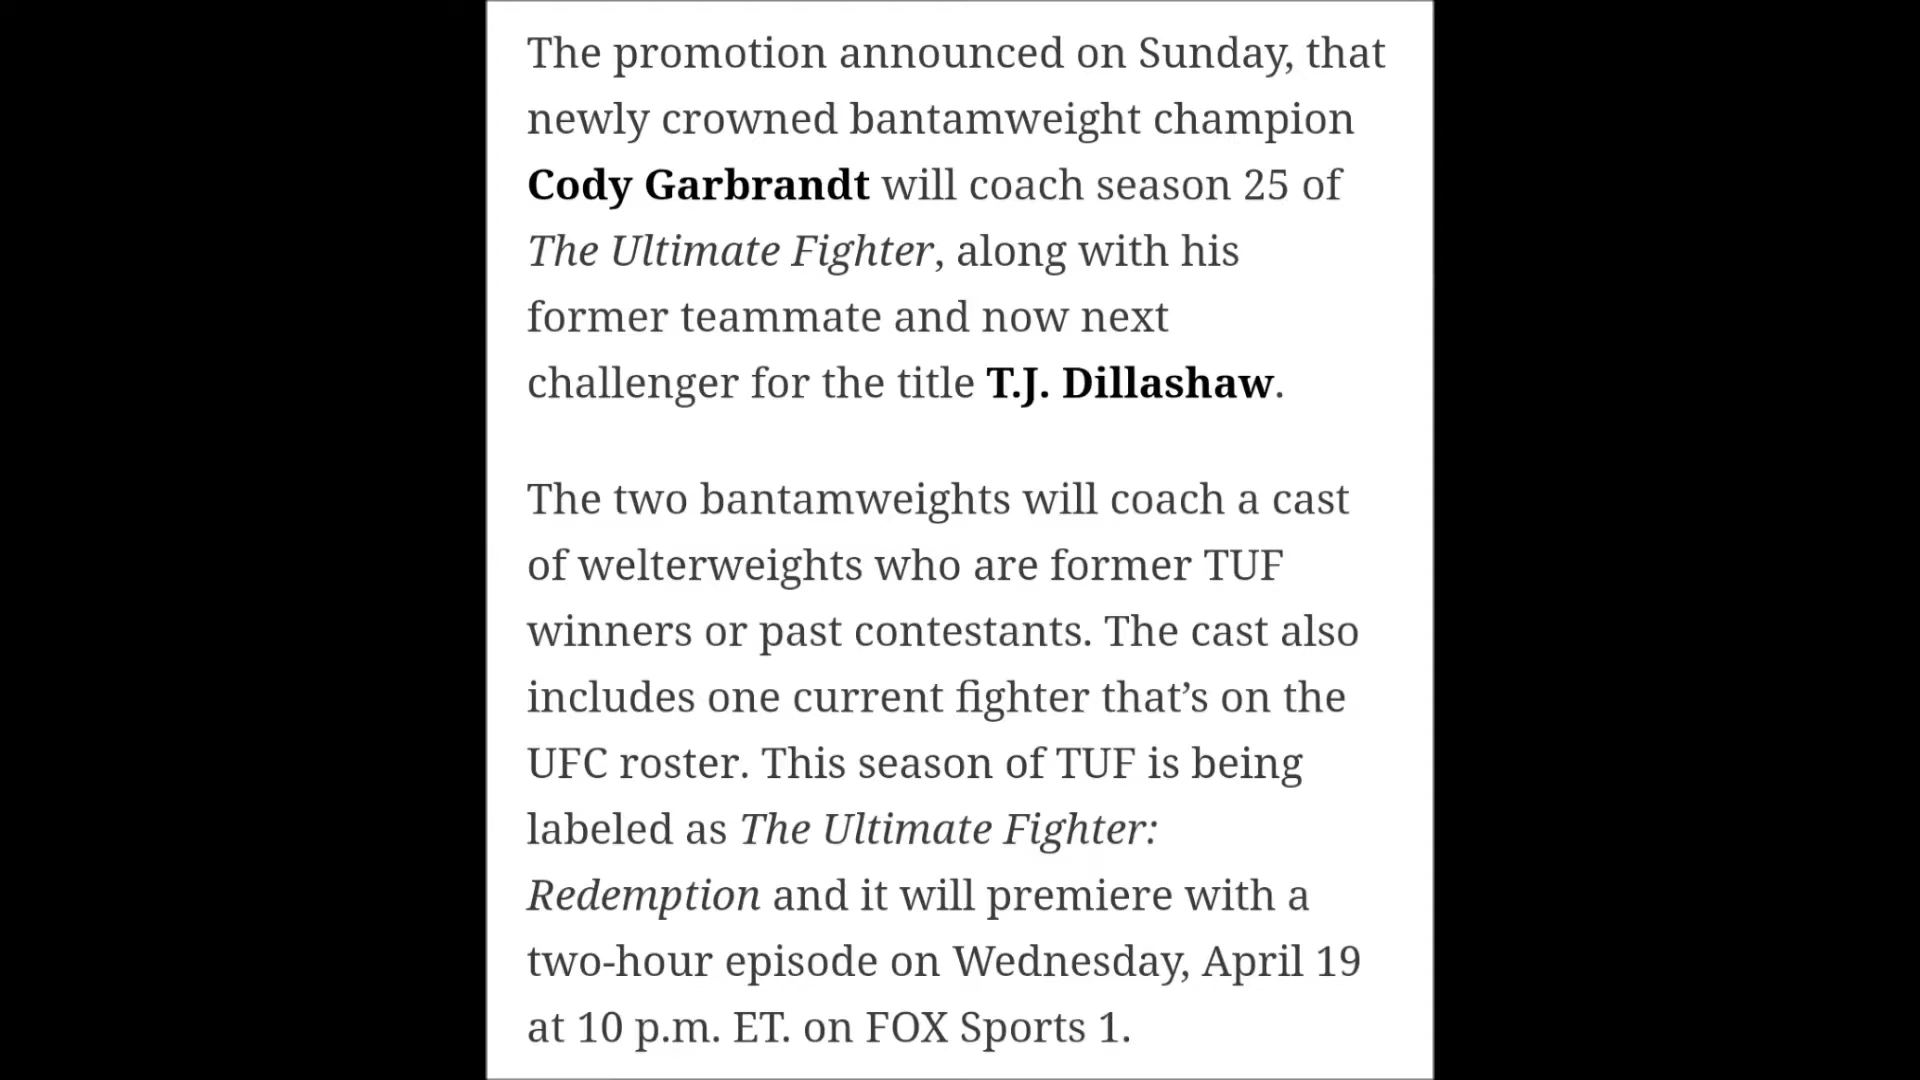 The promotion announced on Sunday, that
newly crowned bantamweight champion
Cody Garbrandt will coach season 25 of
The Ultimate Fighter, along with his
former teammate and now next
challenger for the title T.J. Dillashaw.
The two bantamweights will coach a cast
of welterweights who are former TUF
winners or past contestants. The cast also
includes one current fighter that’s on the
UFC roster. This season of TUF is being
labeled as The Ultimate Fighter:
Redemption and it will premiere with a
two-hour episode on Wednesday, April 19
at 10 p.m. ET. on FOX Sports 1.